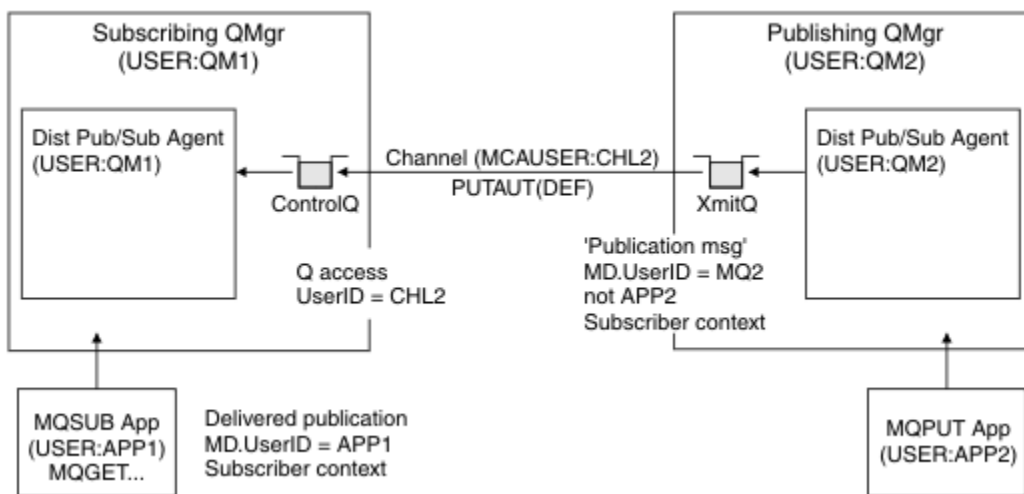 Subscribing QMgr
(USER:QM1)
Dist Pub/Sub Agent
(USER:QM1)
ControlQ
Q access
UserID = CHL2
Channel (MCAUSER:CHL2)
PUTAUT(DEF)
Publishing QMgr
(USER:QM2)
Dist Pub/Sub Agent
(USER:QM2)
XmitQ
'Publication msg'
MD.UserID = MQ2
not APP2
Subscriber context
MQSUB App
(USER:APP1)
MQGET...
Delivered publication
MD.UserID = APP1
Subscriber context
MQPUT App
(USER:APP2)